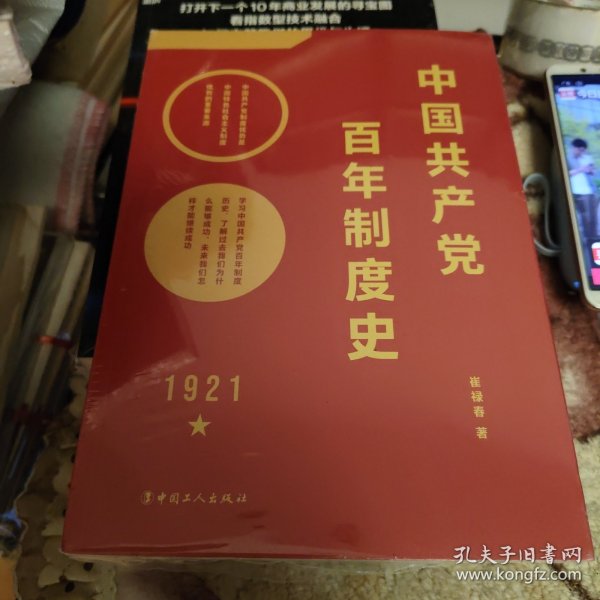 打开下一个10年商业发展的寻宝图
看指数型技术融合
中国共产党
百年制度史
中国共产党制度优势是
中国特色社会主义制度
学习中国共产党百年制度
历史,了解过去我们为什
么能够成功、未来我们怎
样才能继续成功
1921
崔禄春 著
中国工人出版社
孔夫子旧书网
www.kongfz.com